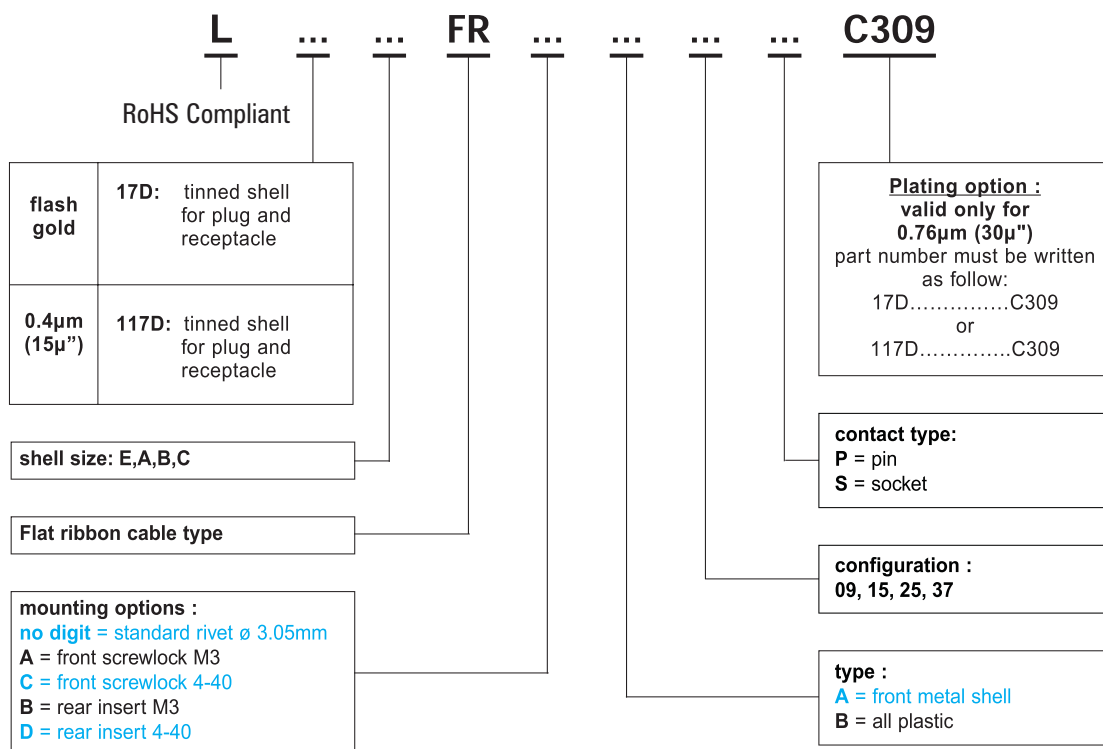 L ... ... FR ... ... ... ... C309
RoHS Compliant
flash
gold
17D: tinned shell
for plug and
receptacle
0.4µm
(15µ”)
117D: tinned shell
for plug and
receptacle
shell size: E,A,B,C
Flat ribbon cable type
mounting options :
no digit = standard rivet ø 3.05mm
A = front screwlock M3
C = front screwlock 4-40
B = rear insert M3
D = rear insert 4-40
Plating option :
valid only for
0.76µm (30µ")
part number must be written
as follow:
17D...............C309
or
117D..............C309
contact type:
P = pin
S = socket
configuration :
09, 15, 25, 37
type :
A = front metal shell
B = all plastic